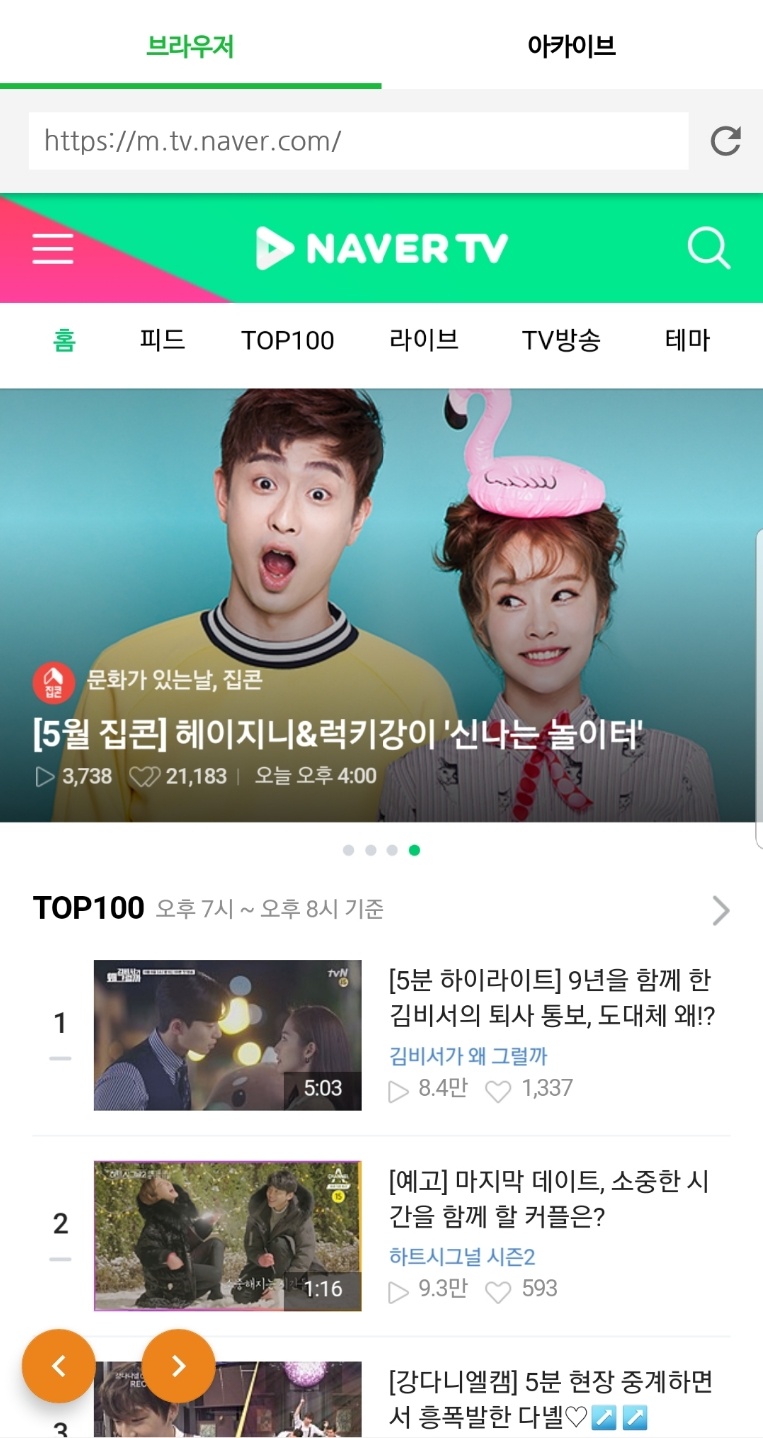 브라우저
아카이브
https://m.tv.naver.com/
NAVER TV
홈 피드 TOP100 라이브 TV방송 테마
집콘
문화가 있는날, 집콘
[5월 집콘] 헤이지니&럭키강이 '신나는 놀이터'
3,738 21,183 오늘 오후 4:00
TOP100 오후 7시 ~ 오후 8시 기준
1
tvN
5:03
[5분 하이라이트] 9년을 함께 한
김비서의 퇴사 통보, 도대체 왜!?
김비서가 왜 그럴까
8.4만 1,337
2
15
1:16
[예고] 마지막 데이트, 소중한 시
간을 함께 할 커플은?
하트시그널 시즌2
9.3만 593
3
REC
[강다니엘캠] 5분 현장 중계하면
서 흥폭발한 다녤♡↗️↗️